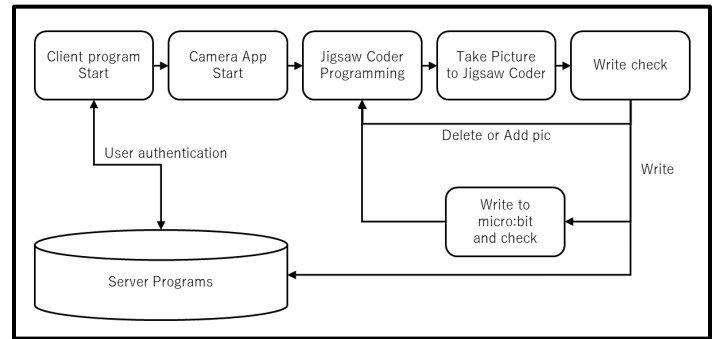 Client program
Start
Camera App
Start
Jigsaw Coder
Programming
Take Picture
to Jigsaw Coder
Write check
Delete or Add pic
User authentication
Write
Write to
micro:bit
and check
Server Programs